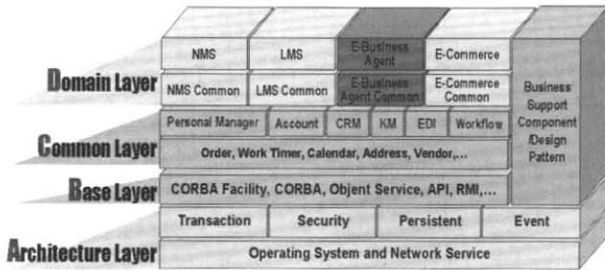 NMS LMS E-Business Agent E-Commerce
Domain Layer
NMS Common LMS Common E-Business Agent Common E-Commerce Common
Business Support Component /Design Pattern
Personal Manager Account CRM KM EDI Workflow
Common Layer
Order, Work Timer, Calendar, Address, Vendor,...
Base Layer
CORBA Facility, CORBA, Objent Service, API, RMI,...
Transaction Security Persistent Event
Architecture Layer
Operating System and Network Service